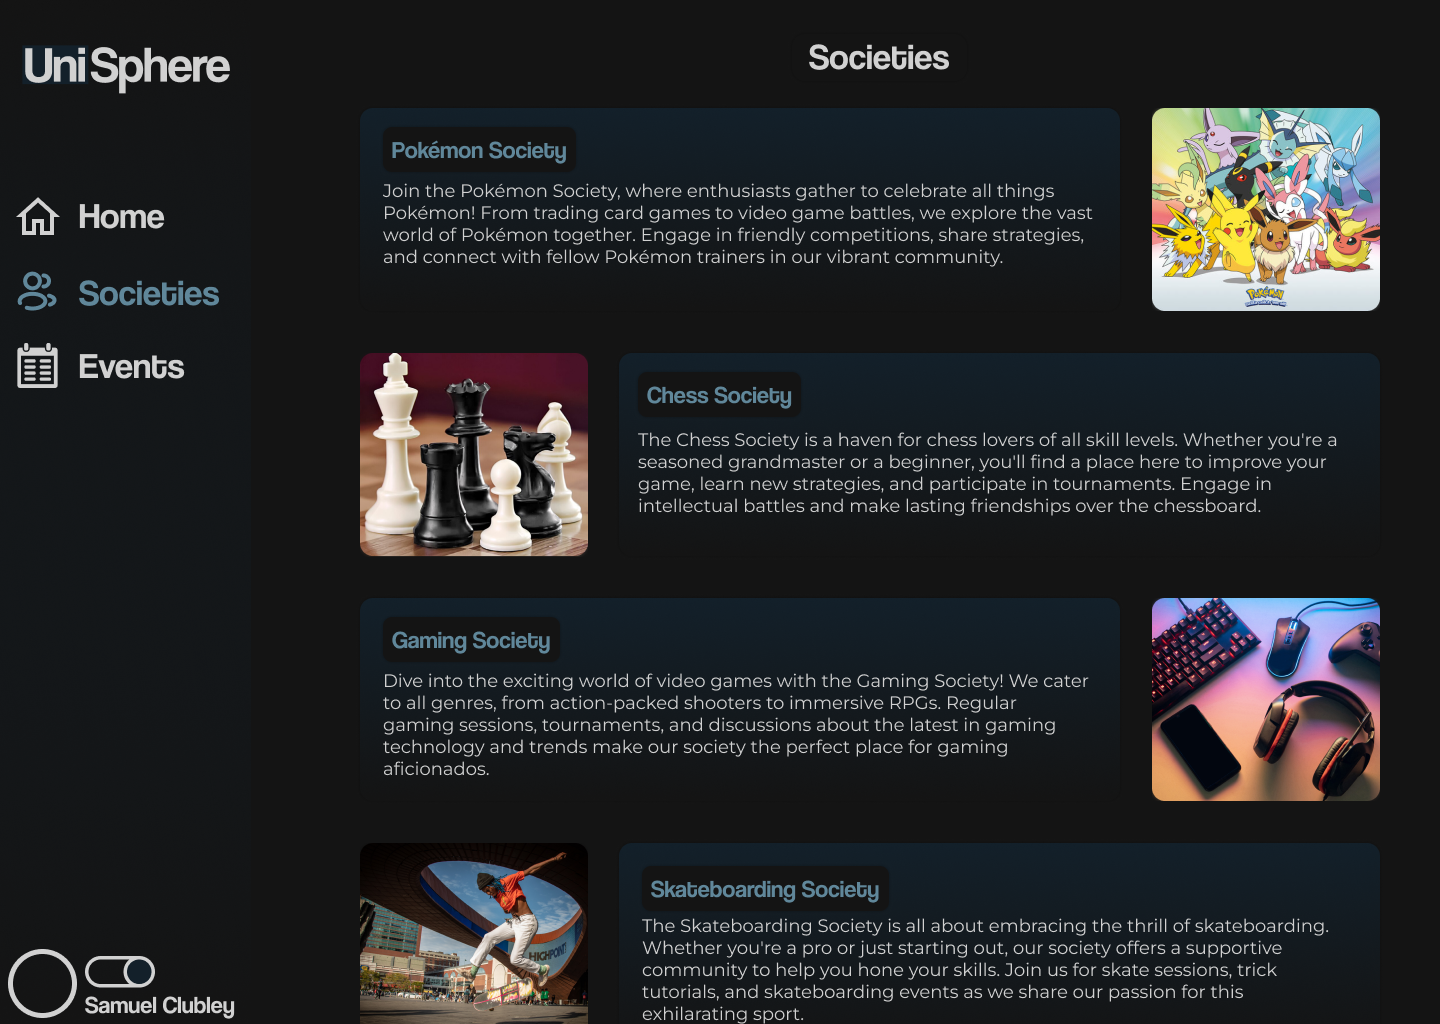 UniSphere
Societies
Home
Societies
Events
Pokémon Society
Join the Pokémon Society, where enthusiasts gather to celebrate all things
Pokémon! From trading card games to video game battles, we explore the vast
world of Pokémon together. Engage in friendly competitions, share strategies,
and connect with fellow Pokémon trainers in our vibrant community.
POKéMON
Chess Society
The Chess Society is a haven for chess lovers of all skill levels. Whether you're a
seasoned grandmaster or a beginner, you'll find a place here to improve your
game, learn new strategies, and participate in tournaments. Engage in
intellectual battles and make lasting friendships over the chessboard.
Gaming Society
Dive into the exciting world of video games with the Gaming Society! We cater
to all genres, from action-packed shooters to immersive RPGs. Regular
gaming sessions, tournaments, and discussions about the latest in gaming
technology and trends make our society the perfect place for gaming
aficionados.
HIGHPOINT
Skateboarding Society
The Skateboarding Society is all about embracing the thrill of skateboarding.
Whether you're a pro or just starting out, our society offers a supportive
community to help you hone your skills. Join us for skate sessions, trick
tutorials, and skateboarding events as we share our passion for this
exhilarating sport.
Samuel Clubley